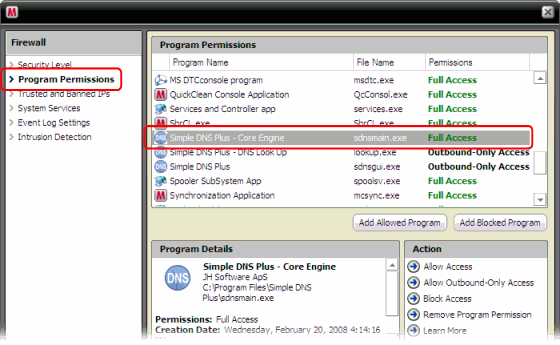 Firewall
Security Level
Program Permissions
Trusted and Banned IPs
System Services
Event Log Settings
Intrusion Detection
Program Permissions
Program Name File Name Permissions
MS DTCconsole program msdtc.exe Full Access
QuickClean Console Applications QcConsol.exe Full Access
Services and Controller app services.exe Full Access
ShrCL.exe ShrCL.exe Full Access
DNS Simple DNS Plus - Core Engine sdnsmain.exe Full Access
DNS Simple DNS Plus - DNS Look Up lookup.exe Outbound-Only Access
DNS Simple DNS Plus sdnsgui.exe Outbound-Only Access
Spooler SubSystem App spoolsv.exe Full Access
Synchronization Application mcsync.exe Full Access
Add Allowed Program Add Blocked Program
Program Details
DNS
Simple DNS Plus - Core Engine
JH Software ApS
C:\Program Files\Simple DNS
Plus\sdnsmain.exe
Permissions: Full Access
Creation Date: Wednesday, February 20, 2008 4:14:16
Action
Allow Access
Allow Outbound-Only Access
Block Access
Remove Program Permission
Learn More